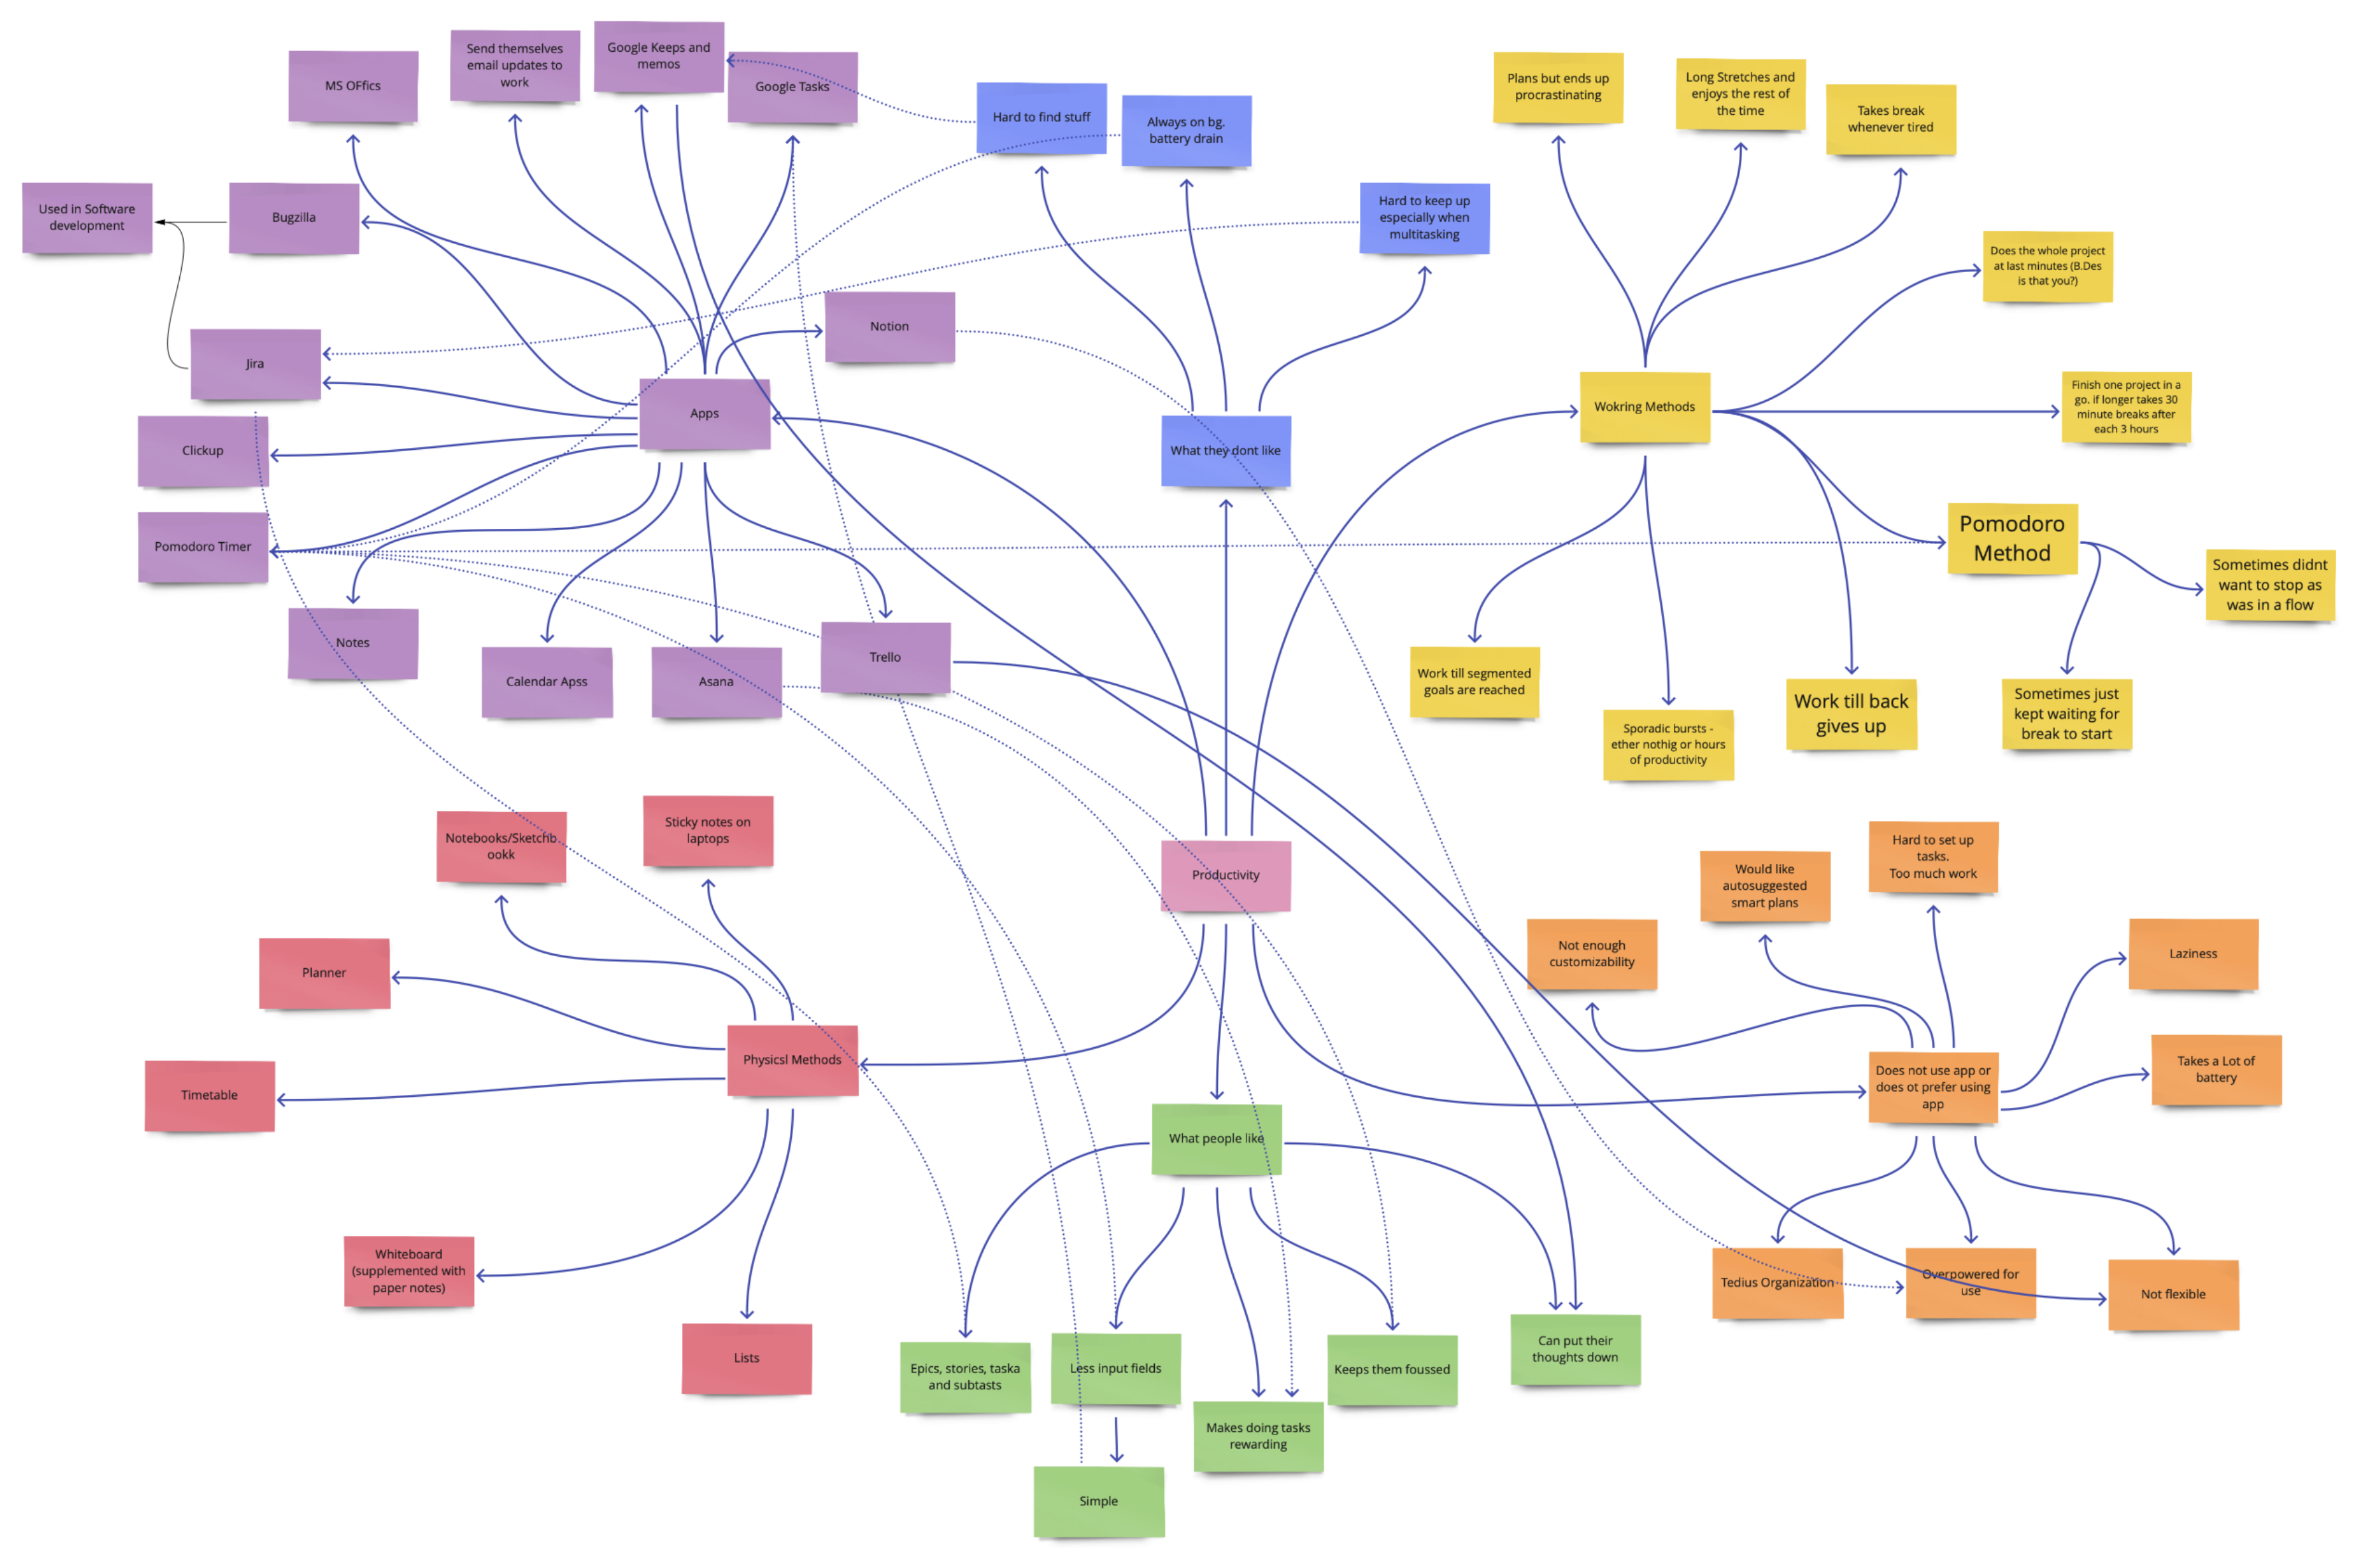 MS OFfics
Send themselves
email updates to
work
Google Keeps and
memos
Google Tasks
Hard to find stuff
Always on bg.
battery drain
Plans but ends up
procrastinating
Long Stretches and
enjoys the rest of
the time
Takes break
whenever tired
Used in Software
development
Bugzilla
Hard to keep up
especially when
multitasking
Does the whole project
at last minutes (B.Des
is that you?)
Notion
Jira
Apps
What they dont like
Wokring Methods
Finish one project in a
go. if longer takes 30
minute breaks after
each 3 hours
Clickup
Pomodoro Timer
Pomodoro
Method
Sometimes didnt
want to stop as
was in a flow
Notes
Calendar Apss
Asana
Trello
Work till segmented
goals are reached
Sporadic bursts -
ether nothig or hours
of productivity
Work till back
gives up
Sometimes just
kept waiting for
break to start
Notebooks/Sketchb
ookk
Sticky notes on
laptops
Productivity
Would like
autosuggested
smart plans
Hard to set up
tasks.
Too much work
Planner
Not enough
customizability
Laziness
Timetable
Physicsl Methods
What people like
Does not use app or
does ot prefer using
app
Takes a Lot of
battery
Whiteboard
(supplemented with
paper notes)
Lists
Epics, stories, taska
and subtasts
Less input fields
Makes doing tasks
rewarding
Keeps them foussed
Can put their
thoughts down
Tedius Organization
Overpowered for
use
Not flexible
Simple